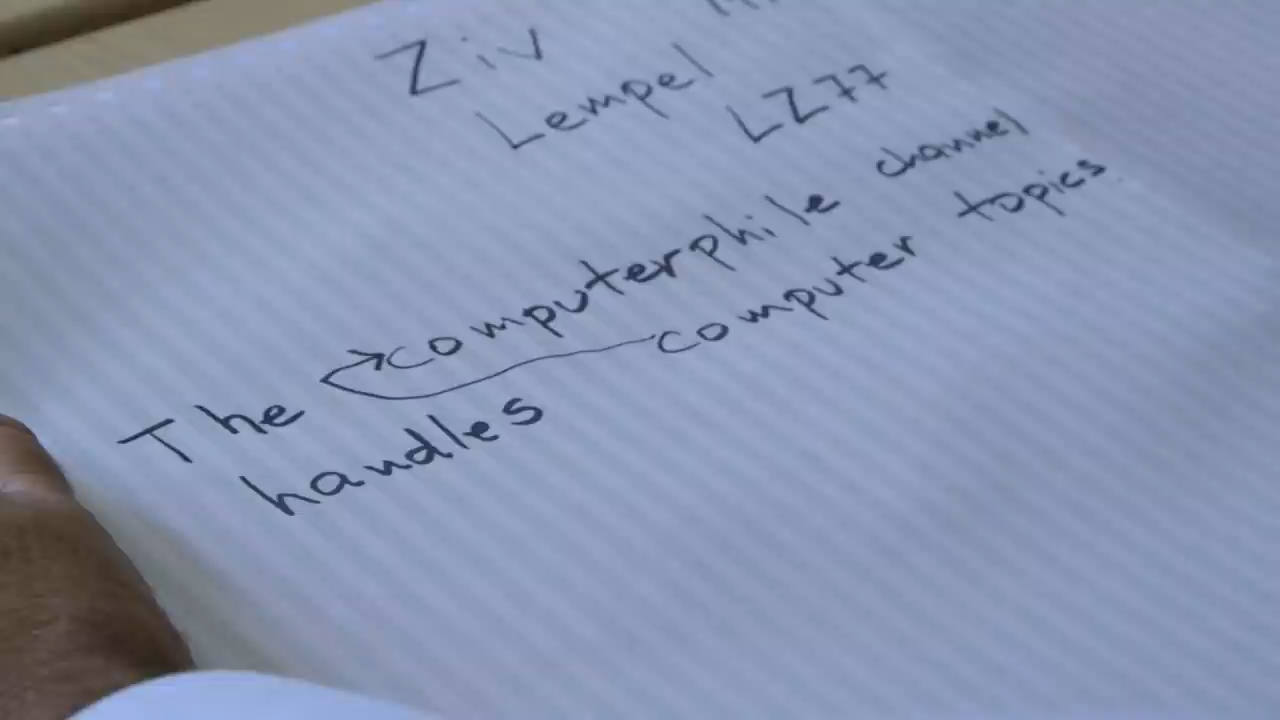 Ziv
Lempel
LZ77
The computerphile channel
handles computer topics